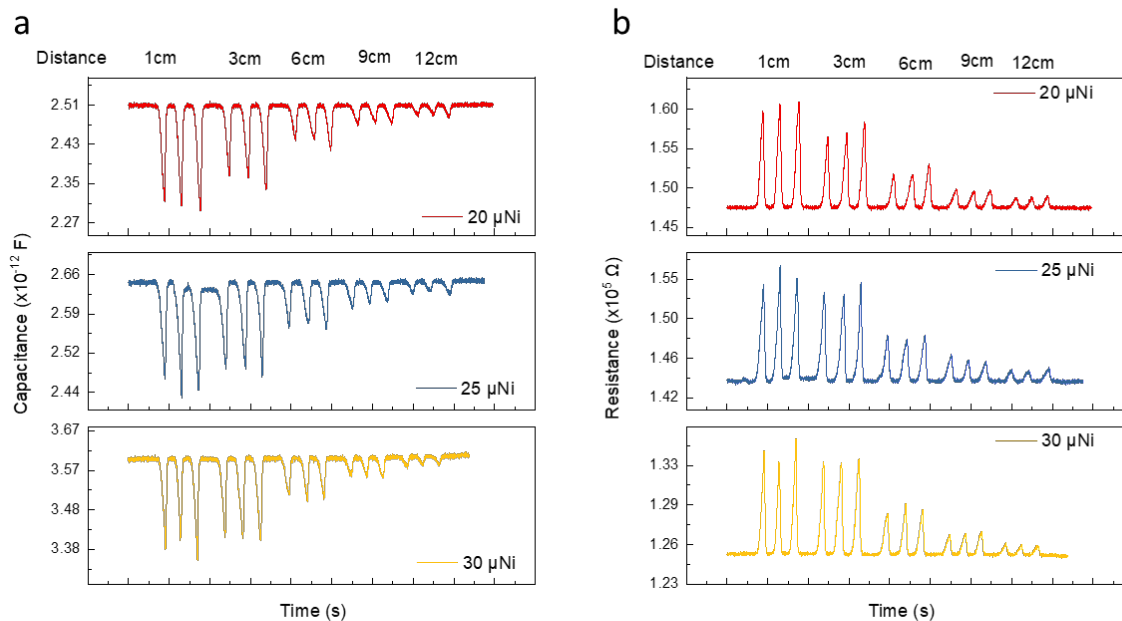 a
Distance 1cm 3cm 6cm 9cm 12cm
2.51
2.43
2.35
2.27
20 µNi
2.66
2.59
2.52
2.44
25 µNi
3.67
3.57
3.48
3.38
30 µNi
Capacitance (x10⁻¹² F)
Time (s)
b
Distance 1cm 3cm 6cm 9cm 12cm
1.60
1.55
1.50
1.45
20 µNi
1.55
1.50
1.46
1.42
25 µNi
1.33
1.29
1.26
1.23
30 µNi
Resistance (x10⁵ Ω)
Time (s)